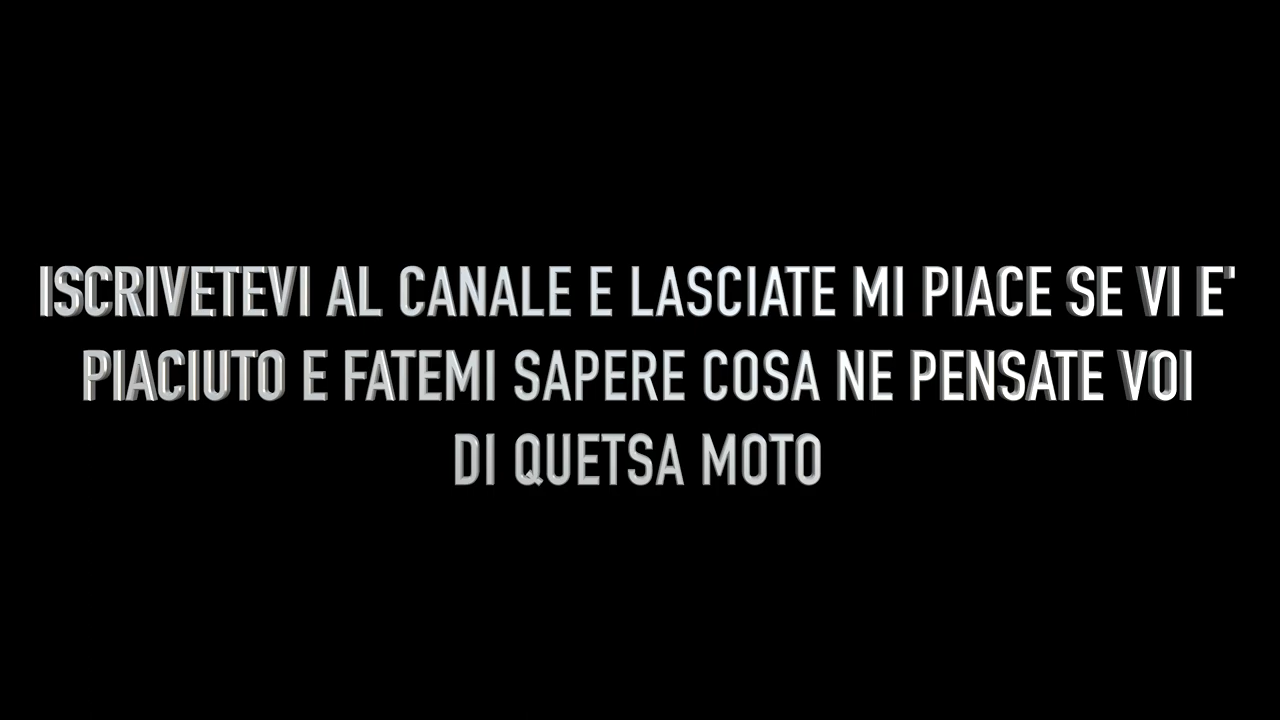 ISCRIVETEVI AL CANALE E LASCIATE MI PIACE SE VI E'
PIACIUTO E FATEMI SAPERE COSA NE PENSATE VOI
DI QUETSA MOTO